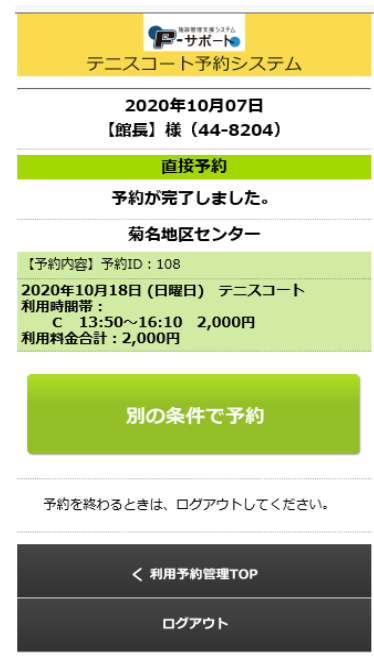 施設管理支援システム
F-サポート
テニスコート予約システム
2020年10月07日
【館長】様（44-8204）
直接予約
予約が完了しました。
菊名地区センター
【予約内容】予約ID：108
2020年10月18日 (日曜日)　テニスコート
利用時間帯：
C　13:50～16:10　2,000円
利用料金合計：2,000円
別の条件で予約
予約を終わるときは、ログアウトしてください。
＜ 利用予約管理TOP
ログアウト